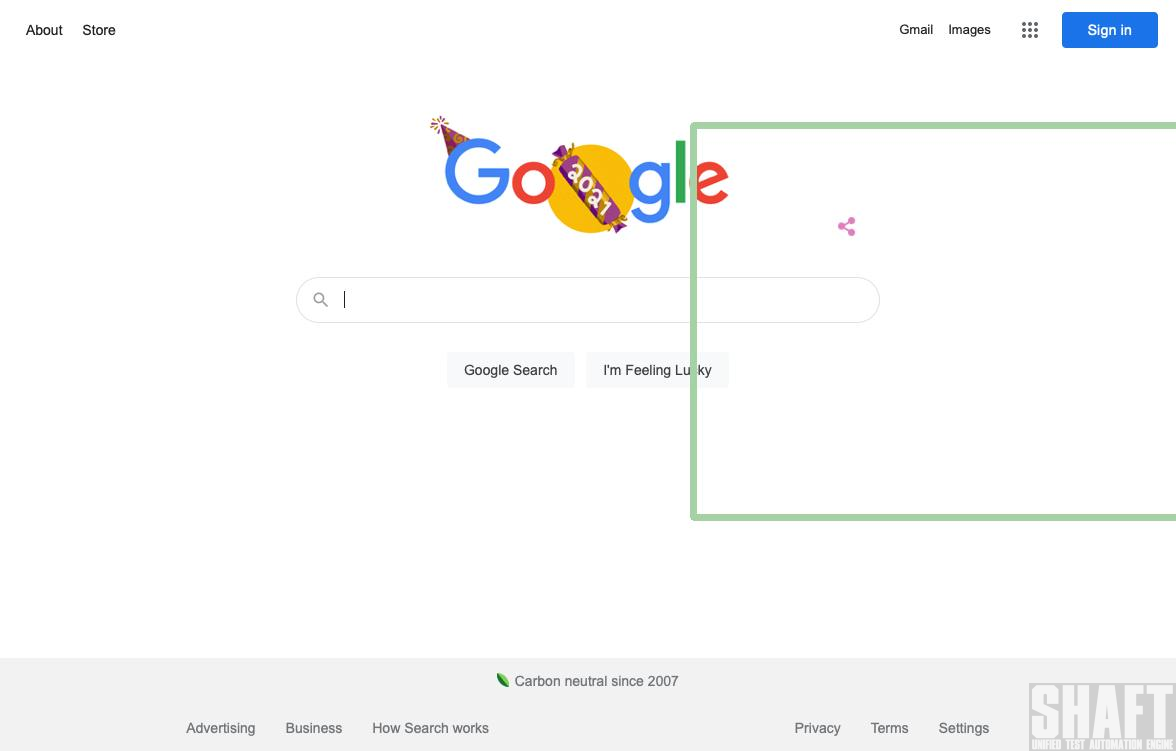 About Store
Gmail Images
Sign in
Google
2021
Google Search
I'm Feeling Lucky
Carbon neutral since 2007
Advertising Business How Search works
Privacy Terms Settings
SHAFT
UNIFIED TEST AUTOMATION ENGINE